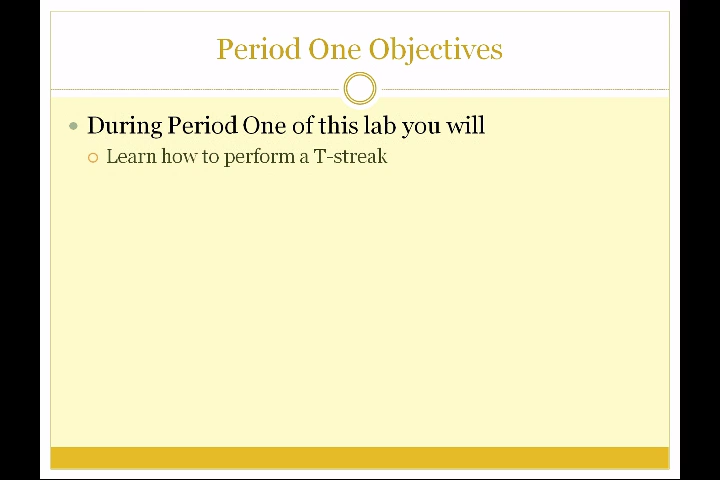 Period One Objectives
During Period One of this lab you will
Learn how to perform a T-streak